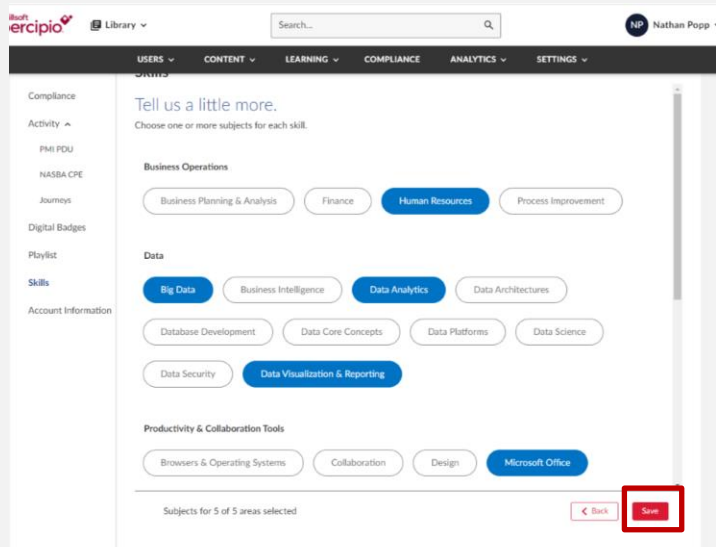 ercipio
Library
Search...
NP
Nathan Popp
USERS
CONTENT
LEARNING
COMPLIANCE
ANALYTICS
SETTINGS
Skills
Compliance
Activity
PMI PDU
NASBA CPE
Journeys
Digital Badges
Playlist
Skills
Account Information
Tell us a little more.
Choose one or more subjects for each skill.
Business Operations
Business Planning & Analysis
Finance
Human Resources
Process Improvement
Data
Big Data
Business Intelligence
Data Analytics
Data Architectures
Database Development
Data Core Concepts
Data Platforms
Data Science
Data Security
Data Visualization & Reporting
Productivity & Collaboration Tools
Browsers & Operating Systems
Collaboration
Design
Microsoft Office
Subjects for 5 of 5 areas selected
Back
Save